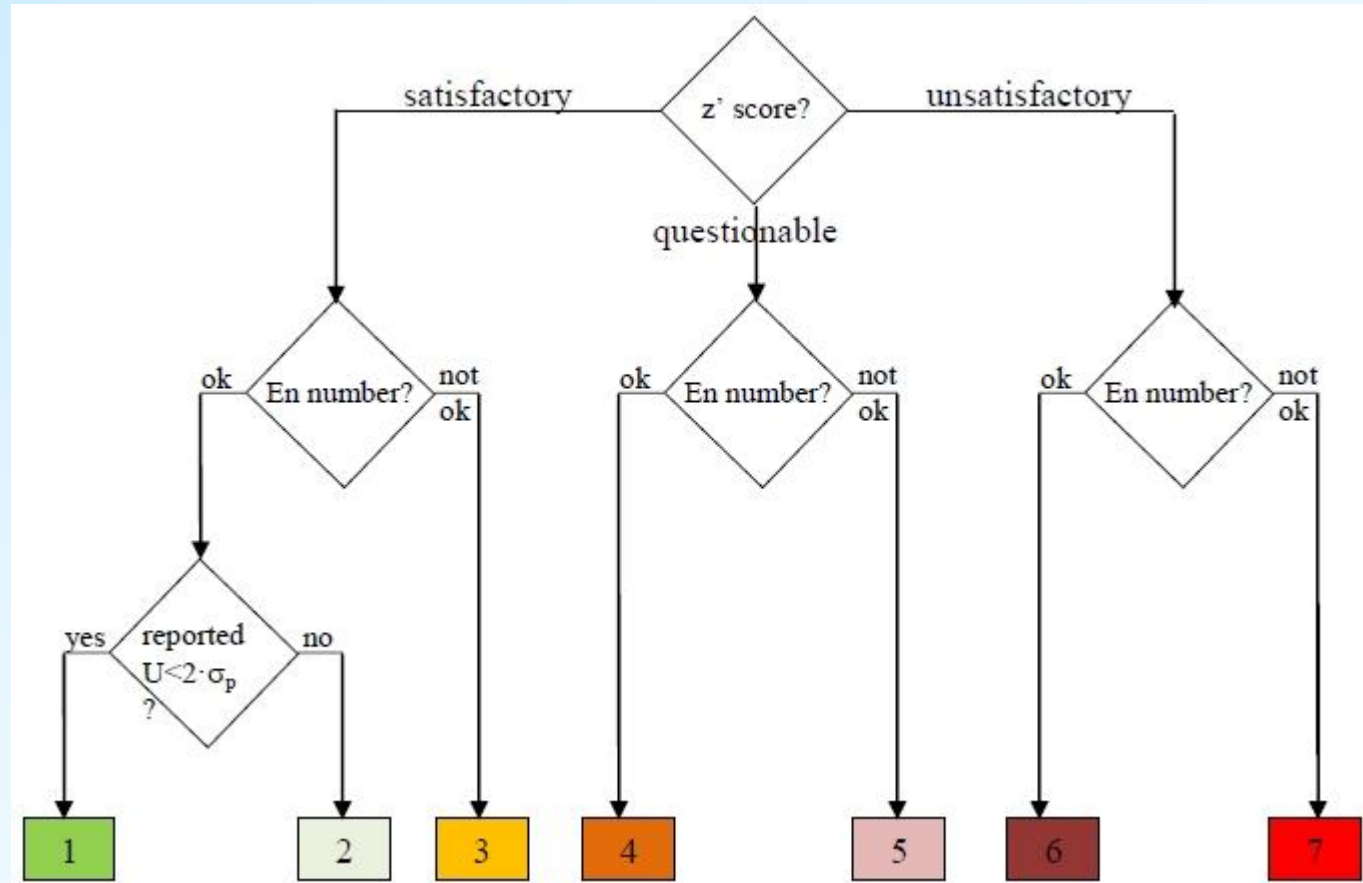 z’ score?
satisfactory
unsatisfactory
questionable
En number?
ok
not
ok
En number?
ok
not
ok
En number?
ok
not
ok
reported
U<2·σp
?
yes
no
1
2
3
4
5
6
7